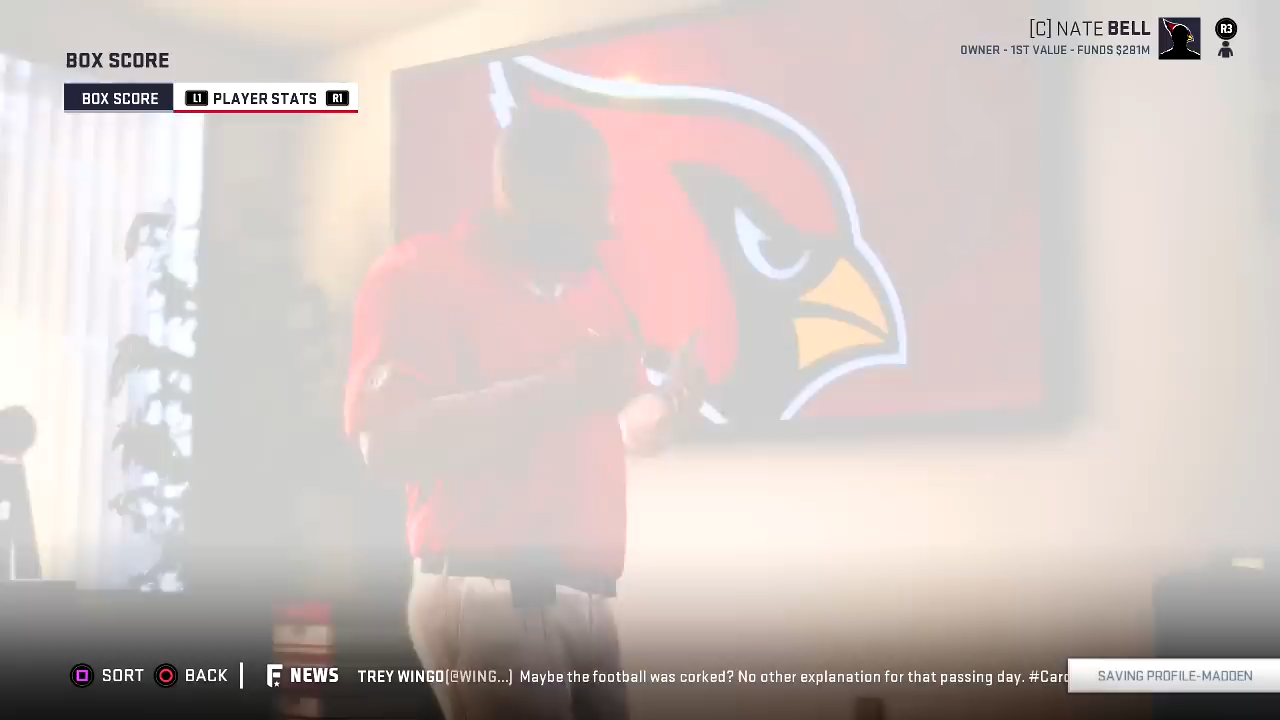 BOX SCORE
[C] NATE BELL
R3
OWNER - 1ST VALUE - FUNDS $281M
BOX SCORE
L1 PLAYER STATS R1
SORT BACK
NEWS
TREY WINGO(@WING...) Maybe the football was corked? No other explanation for that passing day. #Card
SAVING PROFILE-MADDEN